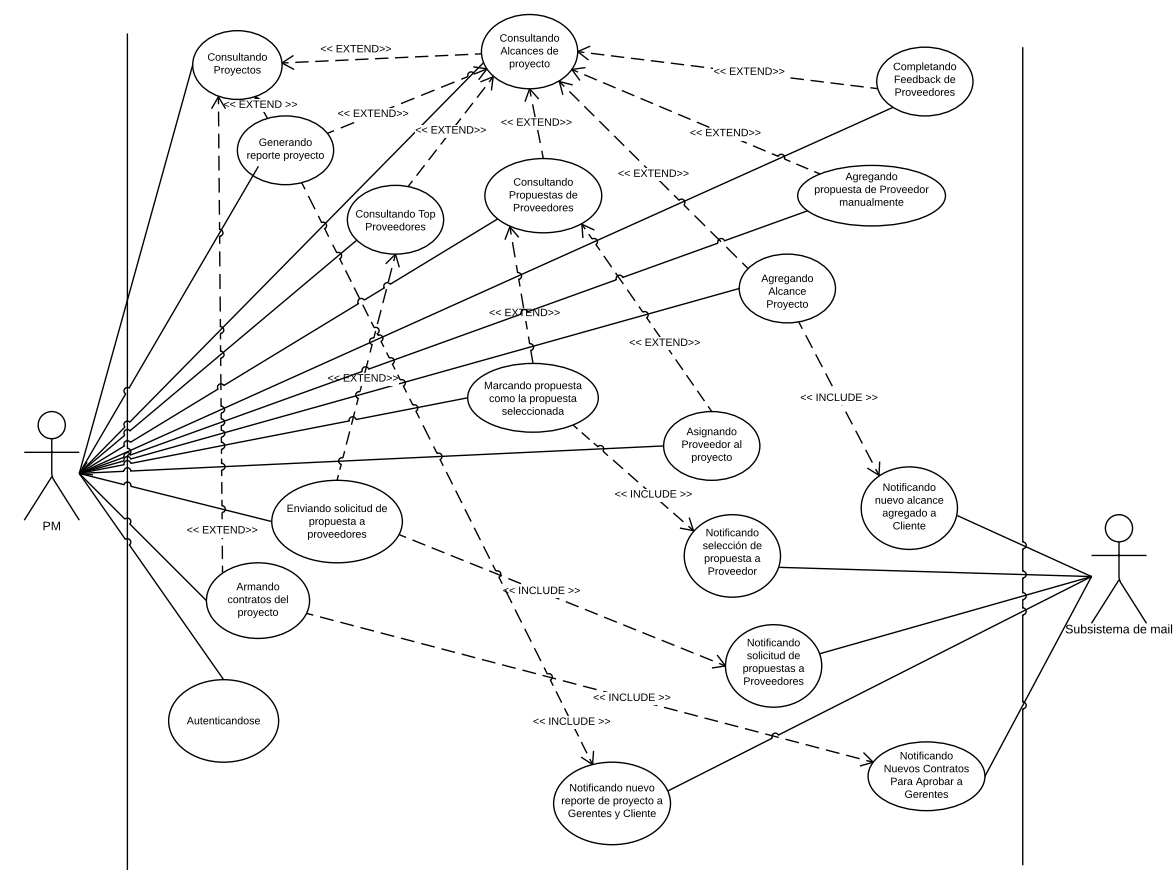 Consultando
Proyectos
<< EXTEND>>
Consultando
Alcances de
proyecto
<< EXTEND>>
Completando
Feedback de
Proveedores
<< EXTEND >>
<< EXTEND>>
<< EXTEND>>
<< EXTEND>>
<< EXTEND>>
Generando
reporte proyecto
<< EXTEND>>
Consultando
Propuestas de
Proveedores
Agregando
propuesta de Proveedor
manualmente
Consultando Top
Proveedores
Agregando
Alcance
Proyecto
<< EXTEND>>
<< EXTEND>>
<< EXTEND>>
Marcando propuesta
como la propuesta
seleccionada
<< INCLUDE >>
Asignando
Proveedor al
proyecto
PM
<< EXTEND>>
Enviando solicitud de
propuesta a
proveedores
<< INCLUDE >>
Notificando
nuevo alcance
agregado a
Cliente
Notificando
selección de
propuesta a
Proveedor
Armando
contratos del
proyecto
<< INCLUDE >>
Subsistema de mail
Notificando
solicitud de
propuestas a
Proveedores
<< INCLUDE >>
Autenticandose
<< INCLUDE >>
Notificando nuevo
reporte de proyecto a
Gerentes y Cliente
Notificando
Nuevos Contratos
Para Aprobar a
Gerentes